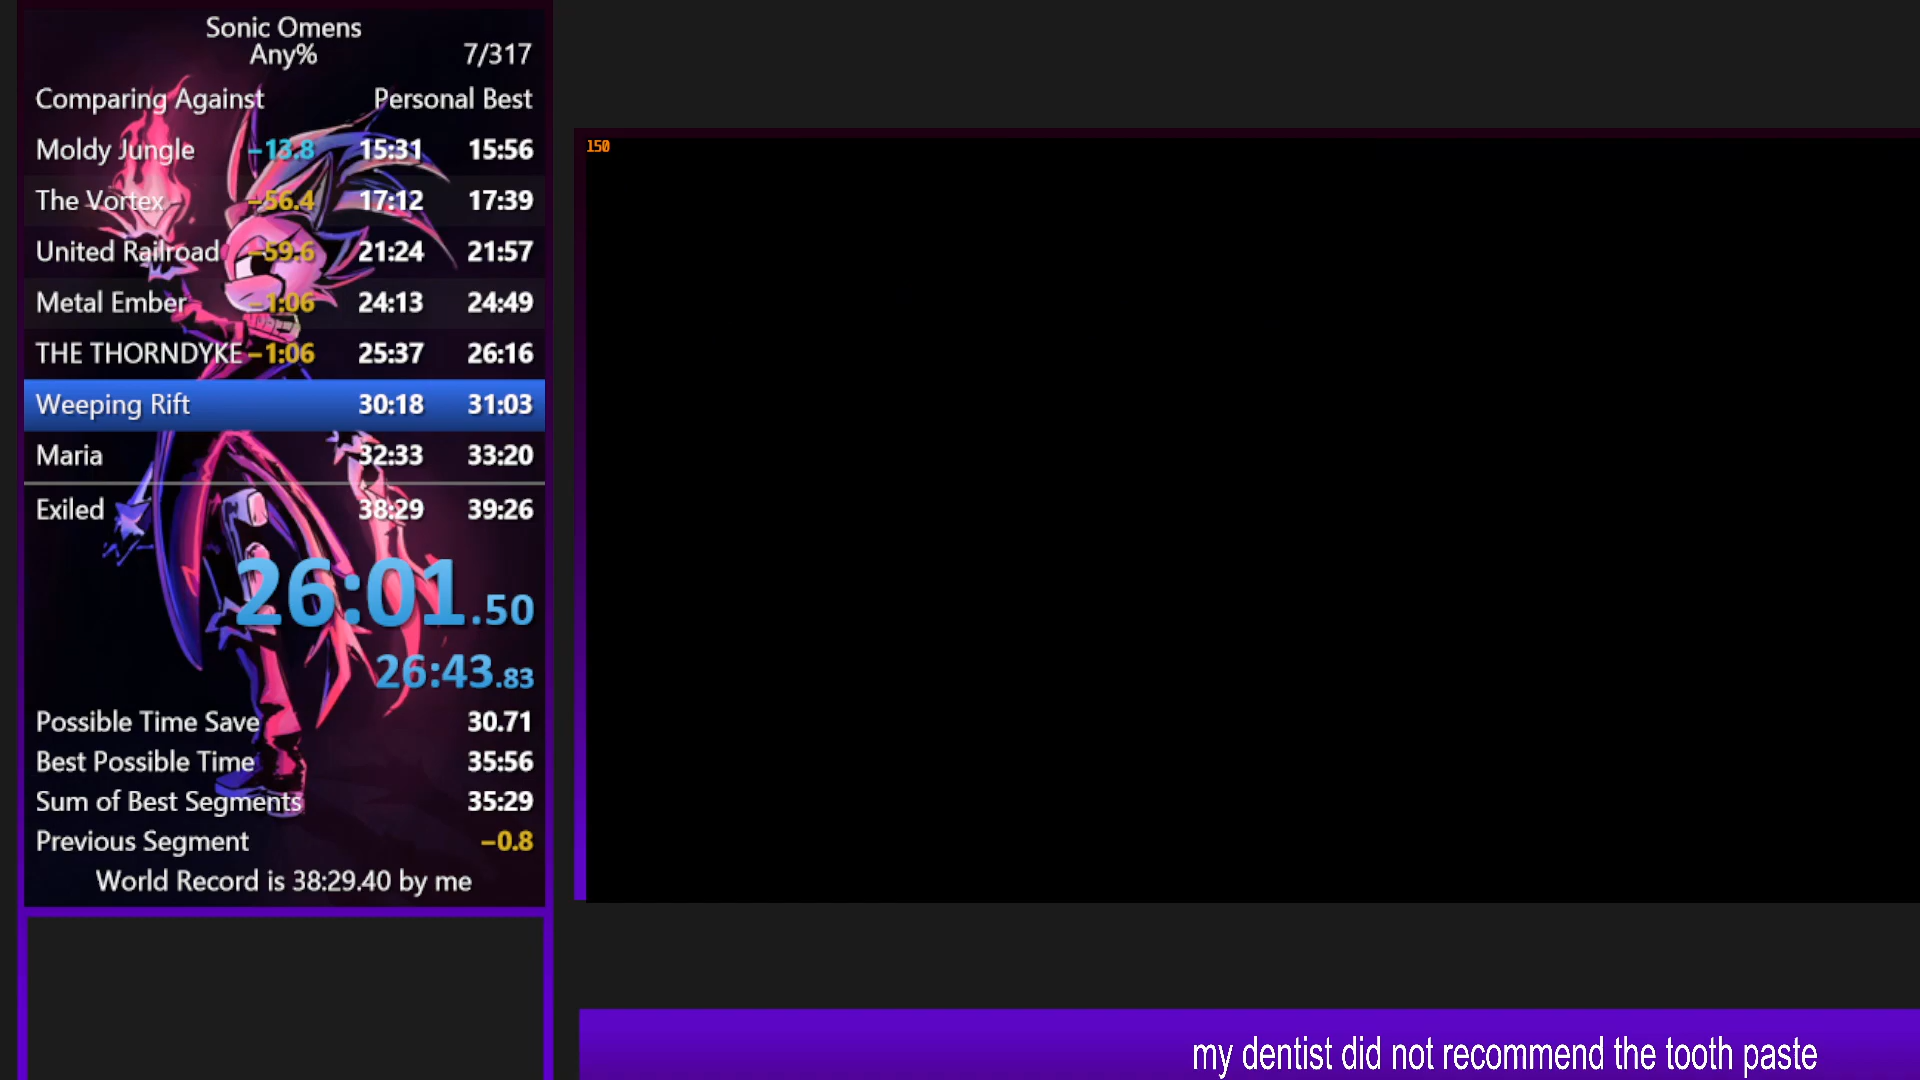 Sonic Omens
Any% 7/317
Comparing Against Personal Best
Moldy Jungle −13.8 15:31 15:56
The Vortex −56.4 17:12 17:39
United Railroad −59.6 21:24 21:57
Metal Ember −1:06 24:13 24:49
THE THORNDYKE −1:06 25:37 26:16
Weeping Rift 30:18 31:03
Maria 32:33 33:20
Exiled 38:29 39:26
26:01.50
26:43.83
Possible Time Save 30.71
Best Possible Time 35:56
Sum of Best Segments 35:29
Previous Segment −0.8
World Record is 38:29.40 by me
150
my dentist did not recommend the tooth paste